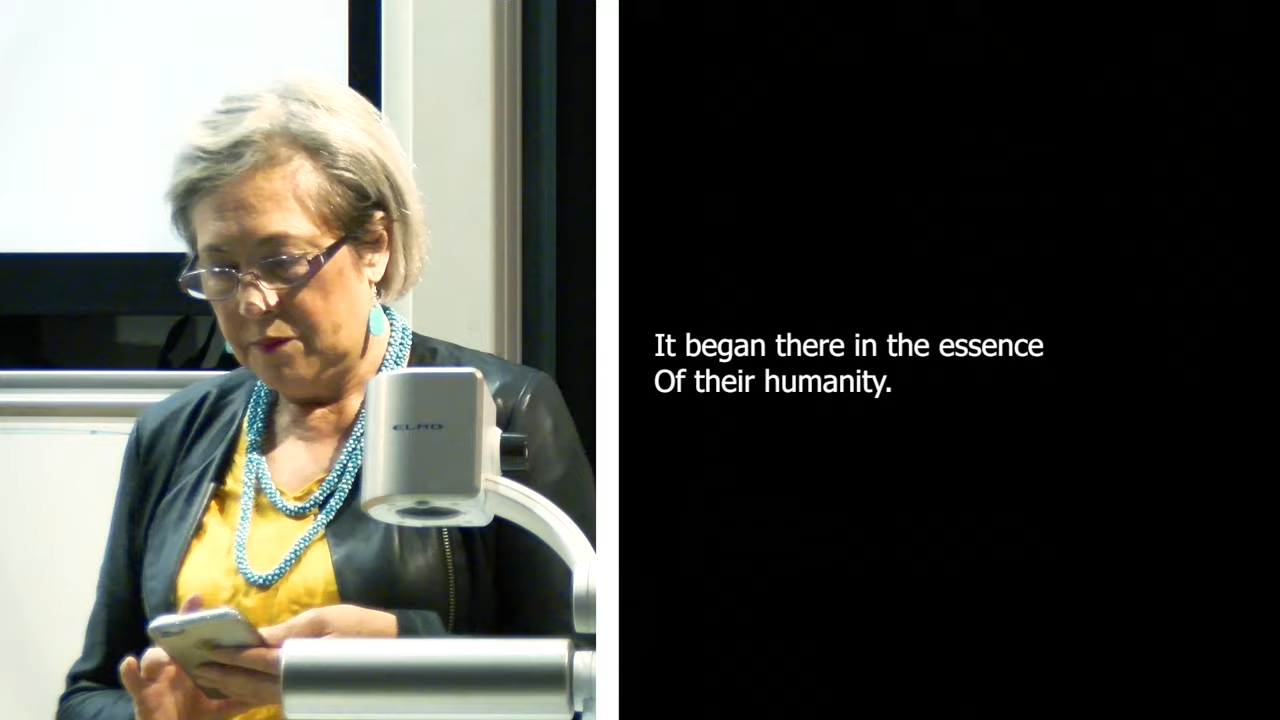 ELMO
It began there in the essence
Of their humanity.